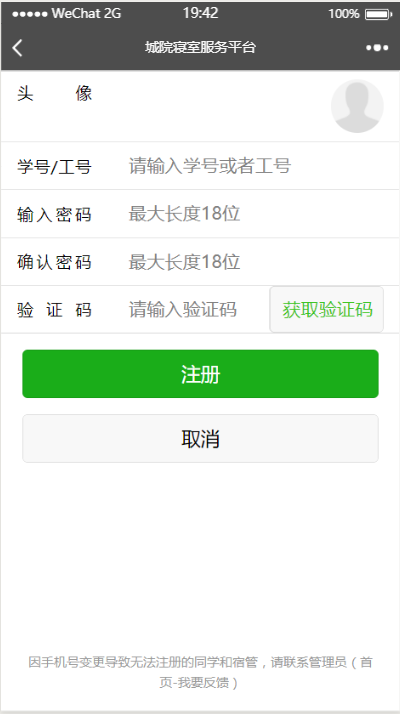 WeChat 2G 19:42 100%
城院寝室服务平台
头 像
学号/工号 请输入学号或者工号
输入密码 最大长度18位
确认密码 最大长度18位
验 证 码 请输入验证码 获取验证码
注册
取消
因手机号变更导致无法注册的同学和宿管，请联系管理员（首
页-我要反馈）